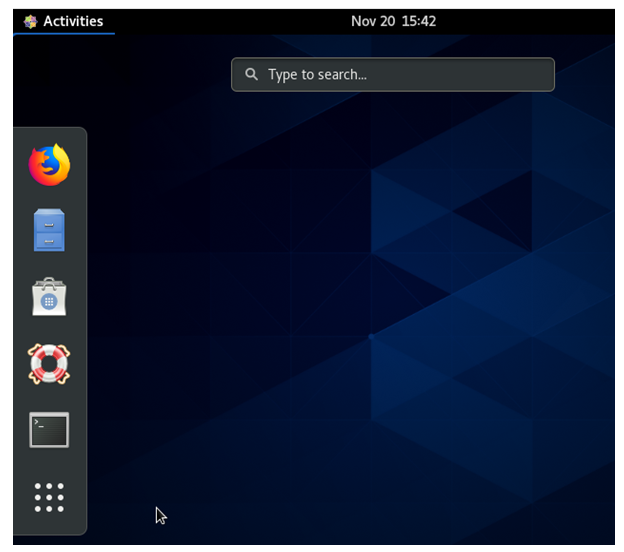 Activities
Nov 20 15:42
Type to search...
>_